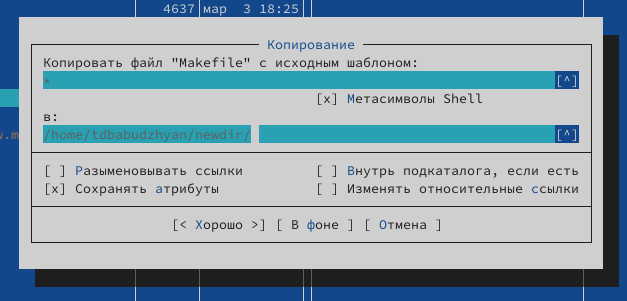 4637 мар  3 18:25
Копирование
Копировать файл "Makefile" с исходным шаблоном:
* [^]
[x] Метасимволы Shell
в:
/home/tdbabudzhyan/newdir/ [^]
[ ] Разыменовывать ссылки [ ] Внутрь подкаталога, если есть
[x] Сохранять атрибуты [ ] Изменять относительные ссылки
[< Хорошо >] [ В фоне ] [ Отмена ]